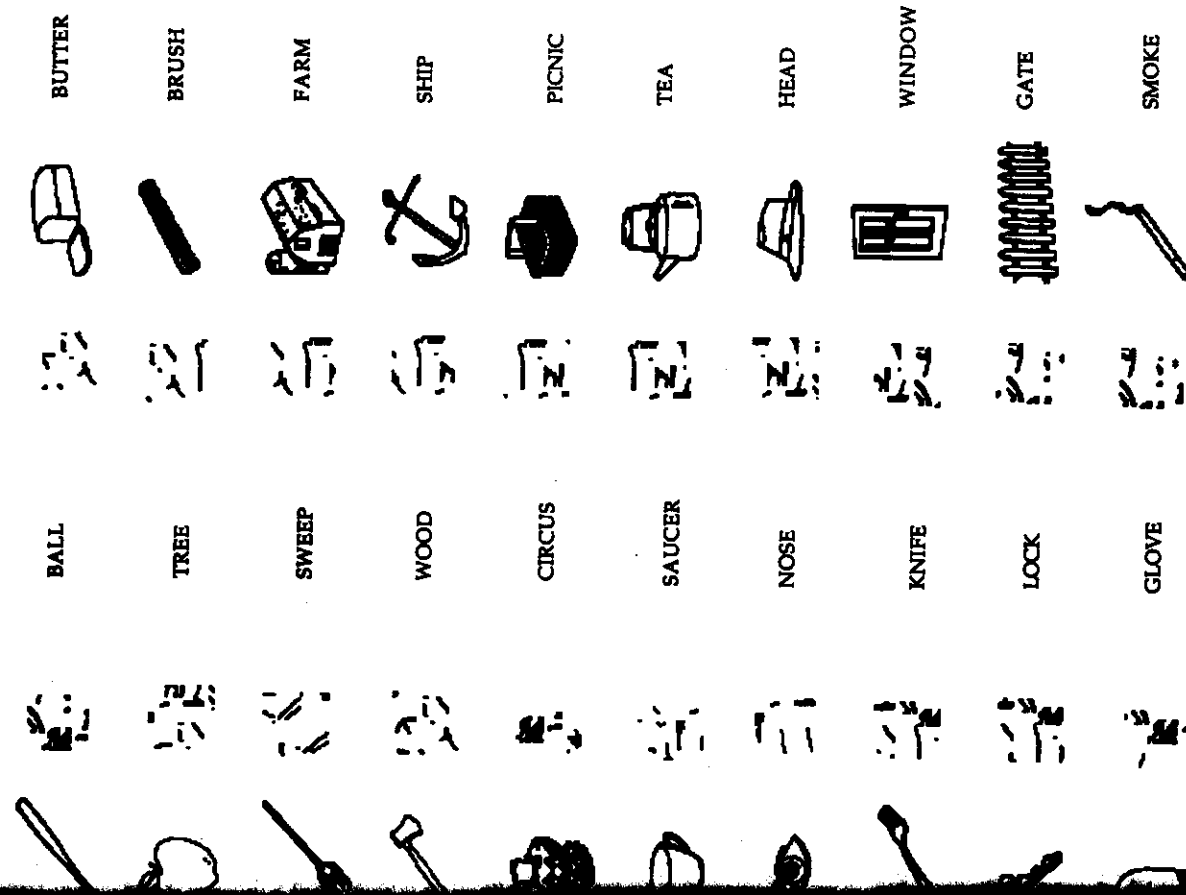 BALL
BUTTER
TREE
BRUSH
SWEEP
FARM
WOOD
SHIP
CIRCUS
PICNIC
SAUCER
TEA
NOSE
HEAD
KNIFE
WINDOW
LOCK
GATE
GLOVE
SMOKE